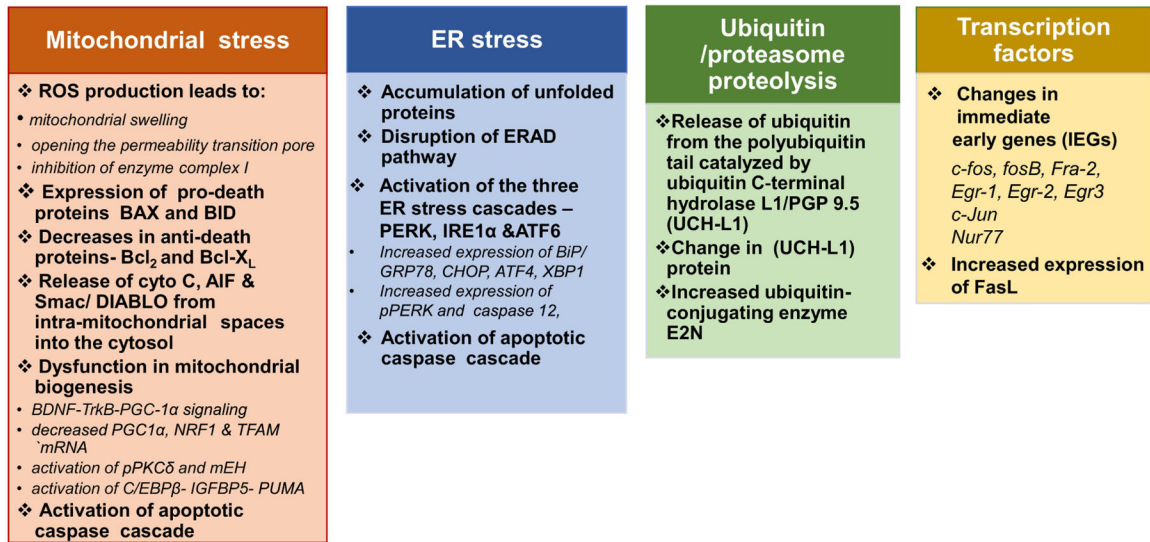 Mitochondrial stress
❖ ROS production leads to:
• mitochondrial swelling
• opening the permeability transition pore
• inhibition of enzyme complex I
❖ Expression of pro-death
proteins BAX and BID
❖ Decreases in anti-death
proteins- Bcl₂ and Bcl-X_L
❖ Release of cyto C, AIF &
Smac/ DIABLO from
intra-mitochondrial spaces
into the cytosol
❖ Dysfunction in mitochondrial
biogenesis
• BDNF-TrkB-PGC-1α signaling
• decreased PGC1α, NRF1 & TFAM
`mRNA
• activation of pPKCδ and mEH
• activation of C/EBPβ- IGFBP5- PUMA
❖ Activation of apoptotic
caspase cascade
ER stress
❖ Accumulation of unfolded
proteins
❖ Disruption of ERAD
pathway
❖ Activation of the three
ER stress cascades –
PERK, IRE1α &ATF6
• Increased expression of BiP/
GRP78, CHOP, ATF4, XBP1
• Increased expression of
pPERK and caspase 12,
❖ Activation of apoptotic
caspase cascade
Ubiquitin
/proteasome
proteolysis
❖Release of ubiquitin
from the polyubiquitin
tail catalyzed by
ubiquitin C-terminal
hydrolase L1/PGP 9.5
(UCH-L1)
❖Change in (UCH-L1)
protein
❖Increased ubiquitin-
conjugating enzyme
E2N
Transcription
factors
❖ Changes in
immediate
early genes (IEGs)
c-fos, fosB, Fra-2,
Egr-1, Egr-2, Egr3
c-Jun
Nur77
❖ Increased expression
of FasL